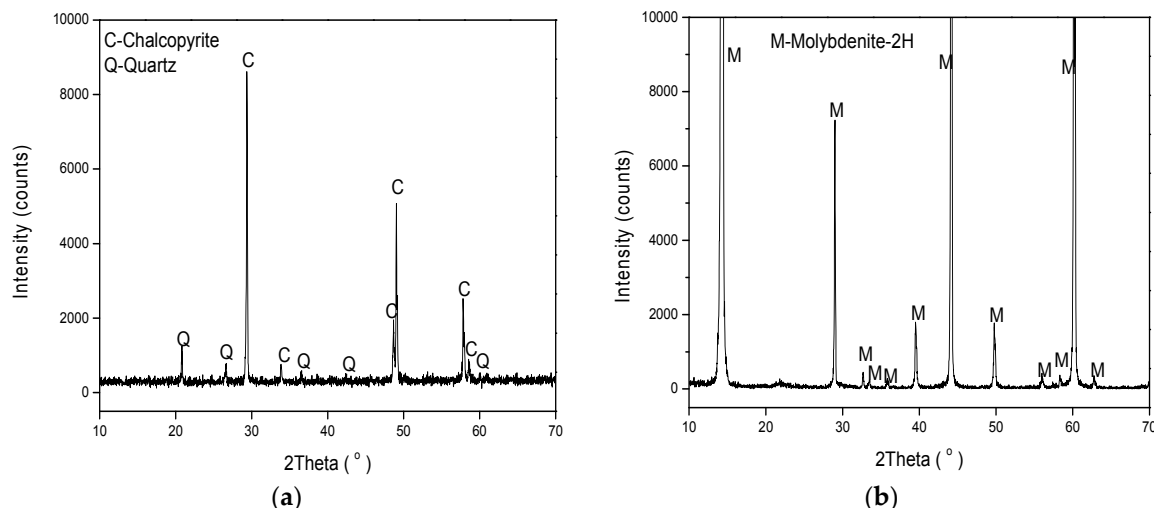 C-Chalcopyrite
Q-Quartz
C
C
C
C
C
C
Q
Q
Q
Q
Q
10000
8000
6000
4000
2000
0
10 20 30 40 50 60 70
Intensity (counts)
2Theta ( ° )
(a)
M-Molybdenite-2H
M
M
M
M
M
M
M
M
M
M
M
M
10000
8000
6000
4000
2000
0
10 20 30 40 50 60 70
Intensity (counts)
2Theta ( ° )
(b)